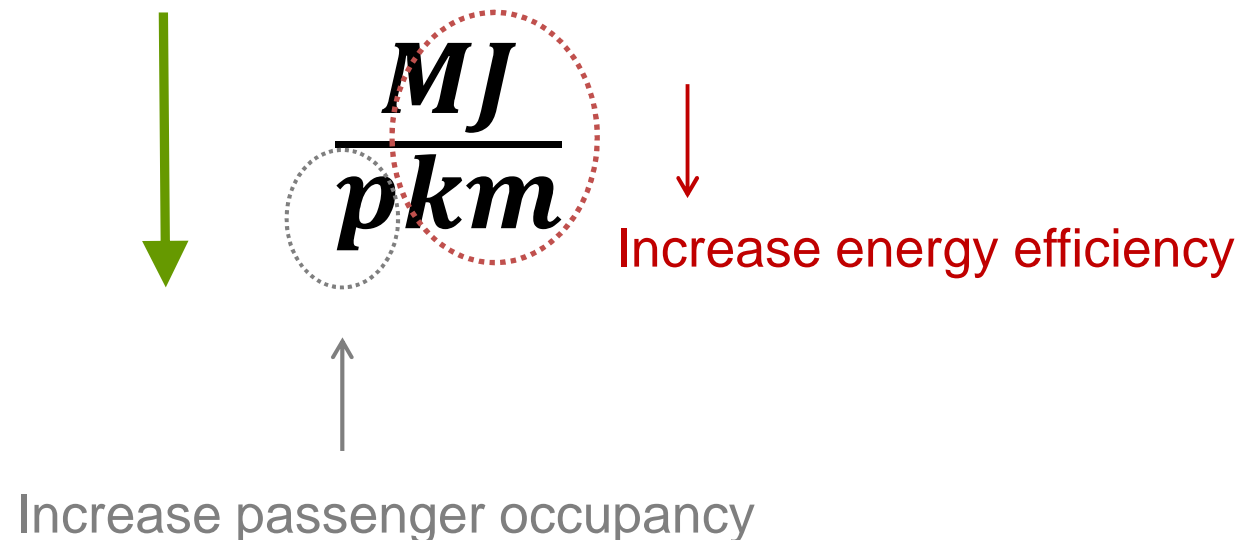 MJ
pkm
Increase energy efficiency
Increase passenger occupancy